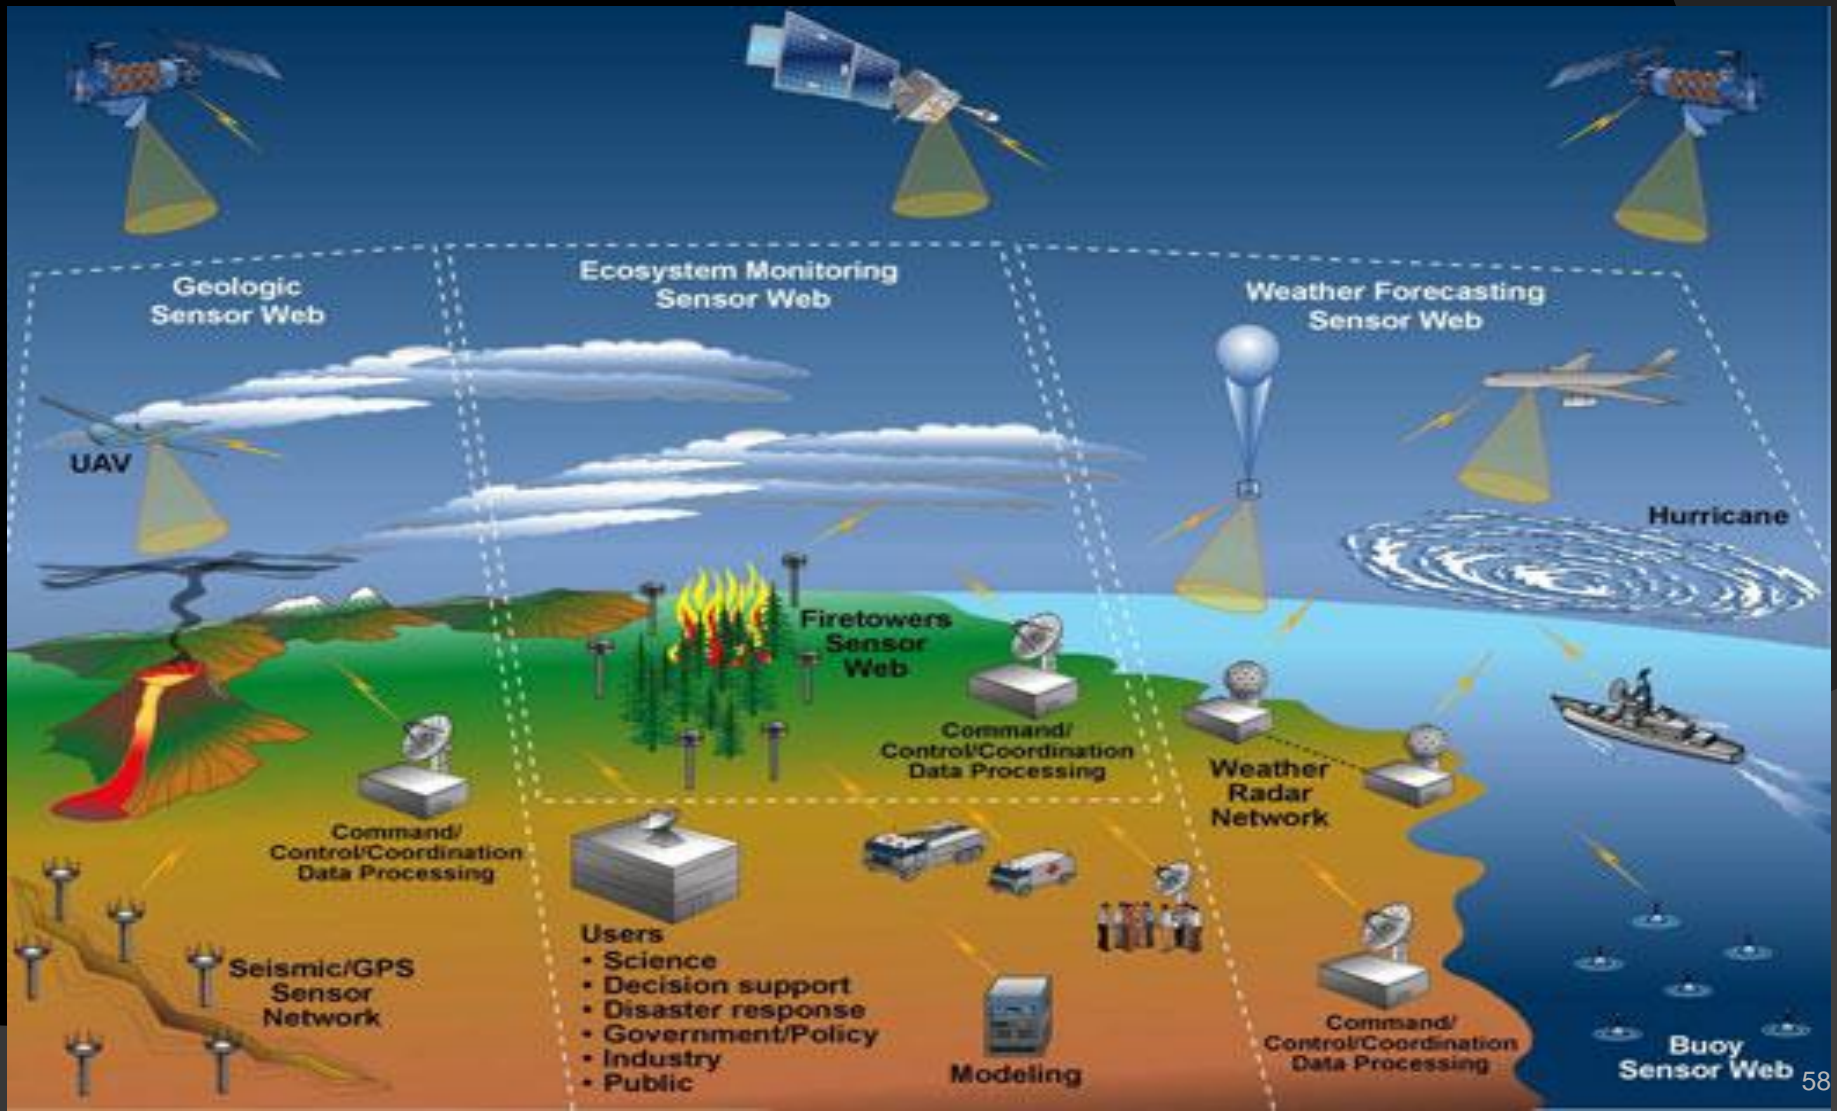 Geologic
Sensor Web
Ecosystem Monitoring
Sensor Web
Weather Forecasting
Sensor Web
UAV
Hurricane
Firetowers
Sensor
Web
Command/
Control/Coordination
Data Processing
Weather
Radar
Network
Command/
Control/Coordination
Data Processing
Seismic/GPS
Sensor
Network
Users
• Science
• Decision support
• Disaster response
• Government/Policy
• Industry
• Public
Modeling
Command/
Control/Coordination
Data Processing
Buoy
Sensor Web
58